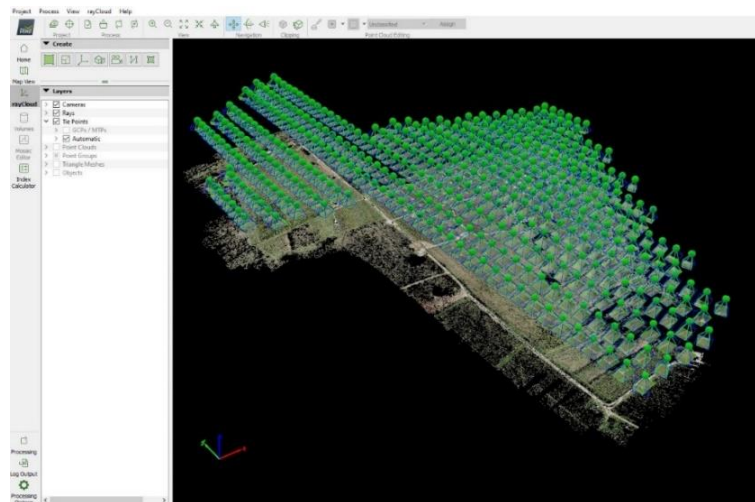 Project Process View rayCloud Help
Project Process View Navigation Clipping Point Cloud Editing
Unclassified Assign
Home
Map View
rayCloud
Volumes
Mosaic
Editor
Index
Calculator
Create
Layers
Cameras
Rays
Tie Points
GCPs / MTPs
Automatic
Point Clouds
Point Groups
Triangle Meshes
Objects
Processing
Log Output
Processing